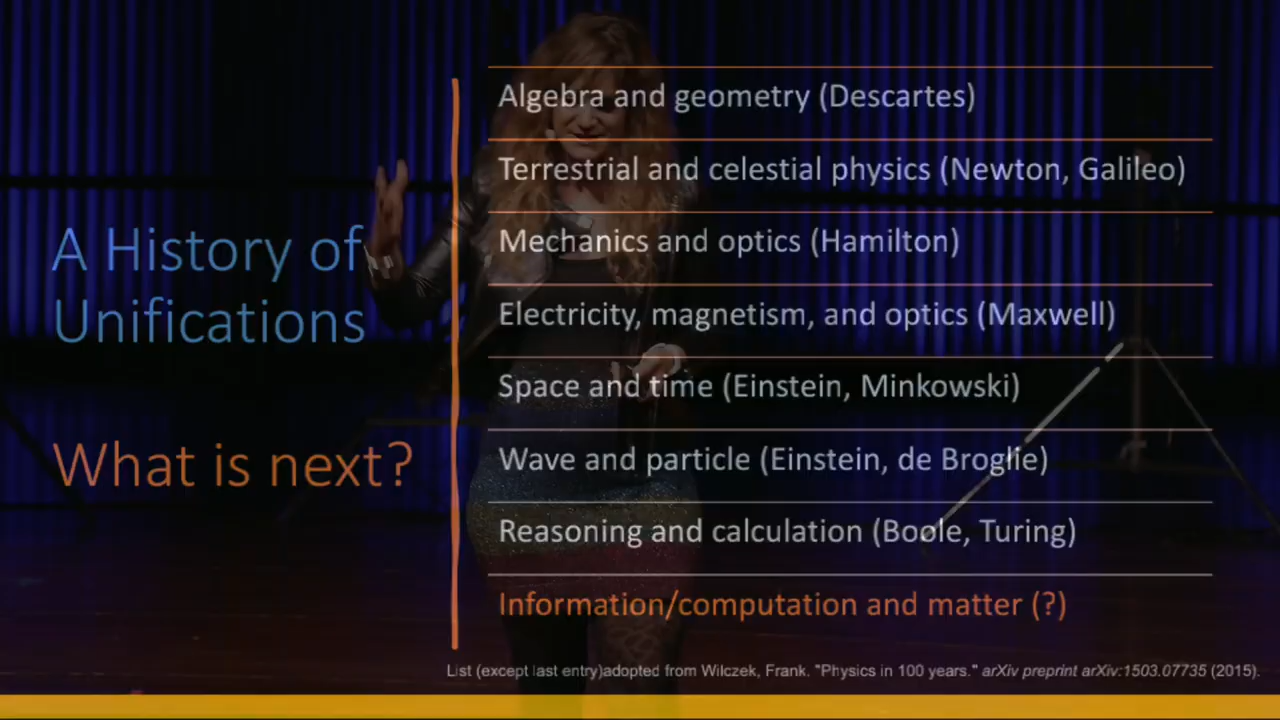 A History of
Unifications
What is next?
Algebra and geometry (Descartes)
Terrestrial and celestial physics (Newton, Galileo)
Mechanics and optics (Hamilton)
Electricity, magnetism, and optics (Maxwell)
Space and time (Einstein, Minkowski)
Wave and particle (Einstein, de Broglie)
Reasoning and calculation (Boole, Turing)
Information/computation and matter (?)
List (except last entry)adopted from Wilczek, Frank. "Physics in 100 years." arXiv preprint arXiv:1503.07735 (2015).